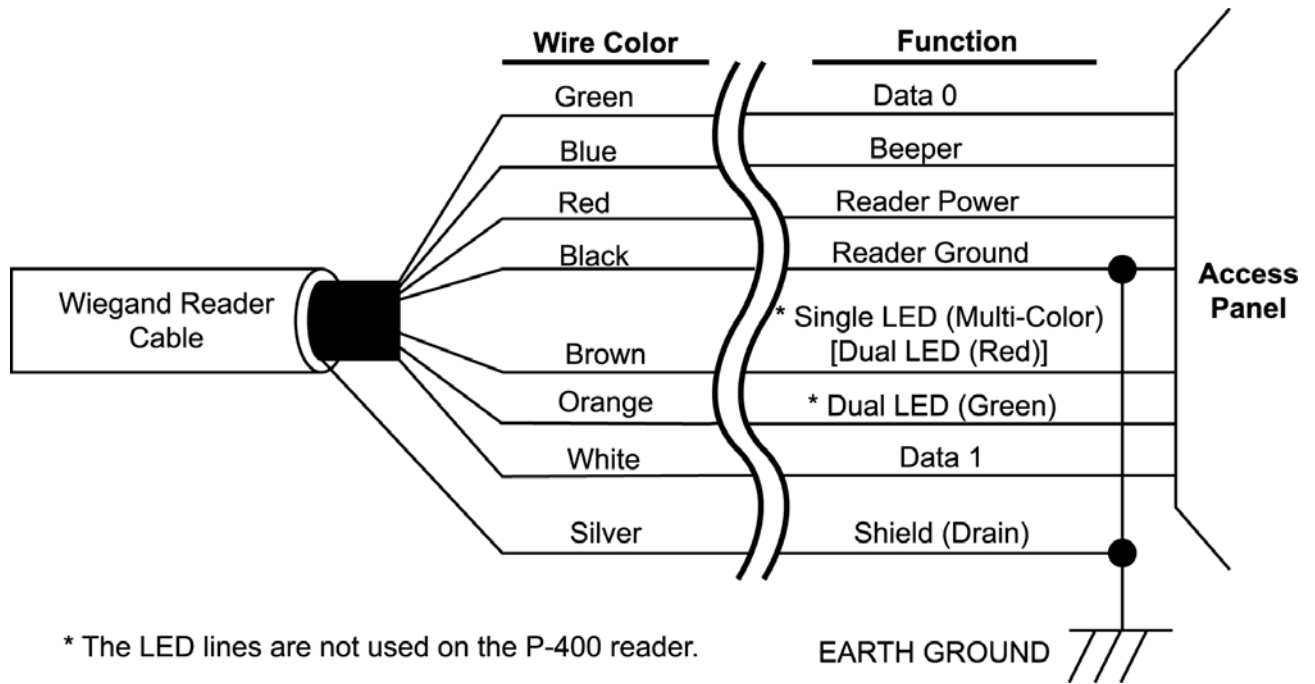 Wire Color Function
Green Data 0
Blue Beeper
Red Reader Power
Black Reader Ground
Access
Panel
Wiegand Reader
Cable
* Single LED (Multi-Color)
Brown [Dual LED (Red)]
Orange * Dual LED (Green)
White Data 1
Silver Shield (Drain)
* The LED lines are not used on the P-400 reader.
EARTH GROUND